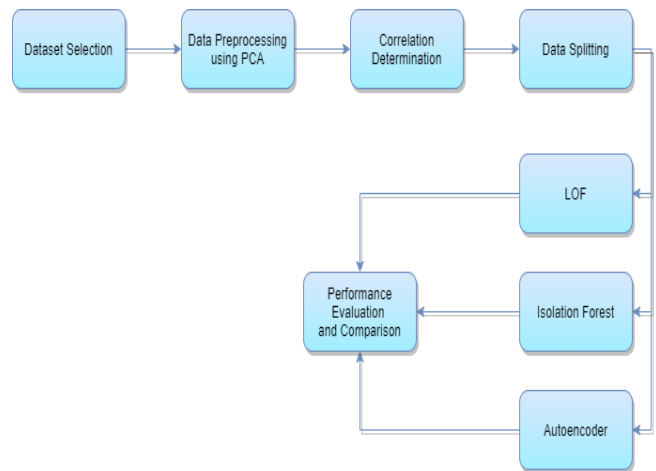 Dataset Selection
Data Preprocessing
using PCA
Correlation
Determination
Data Splitting
LOF
Isolation Forest
Performance
Evaluation
and Comparison
Autoencoder